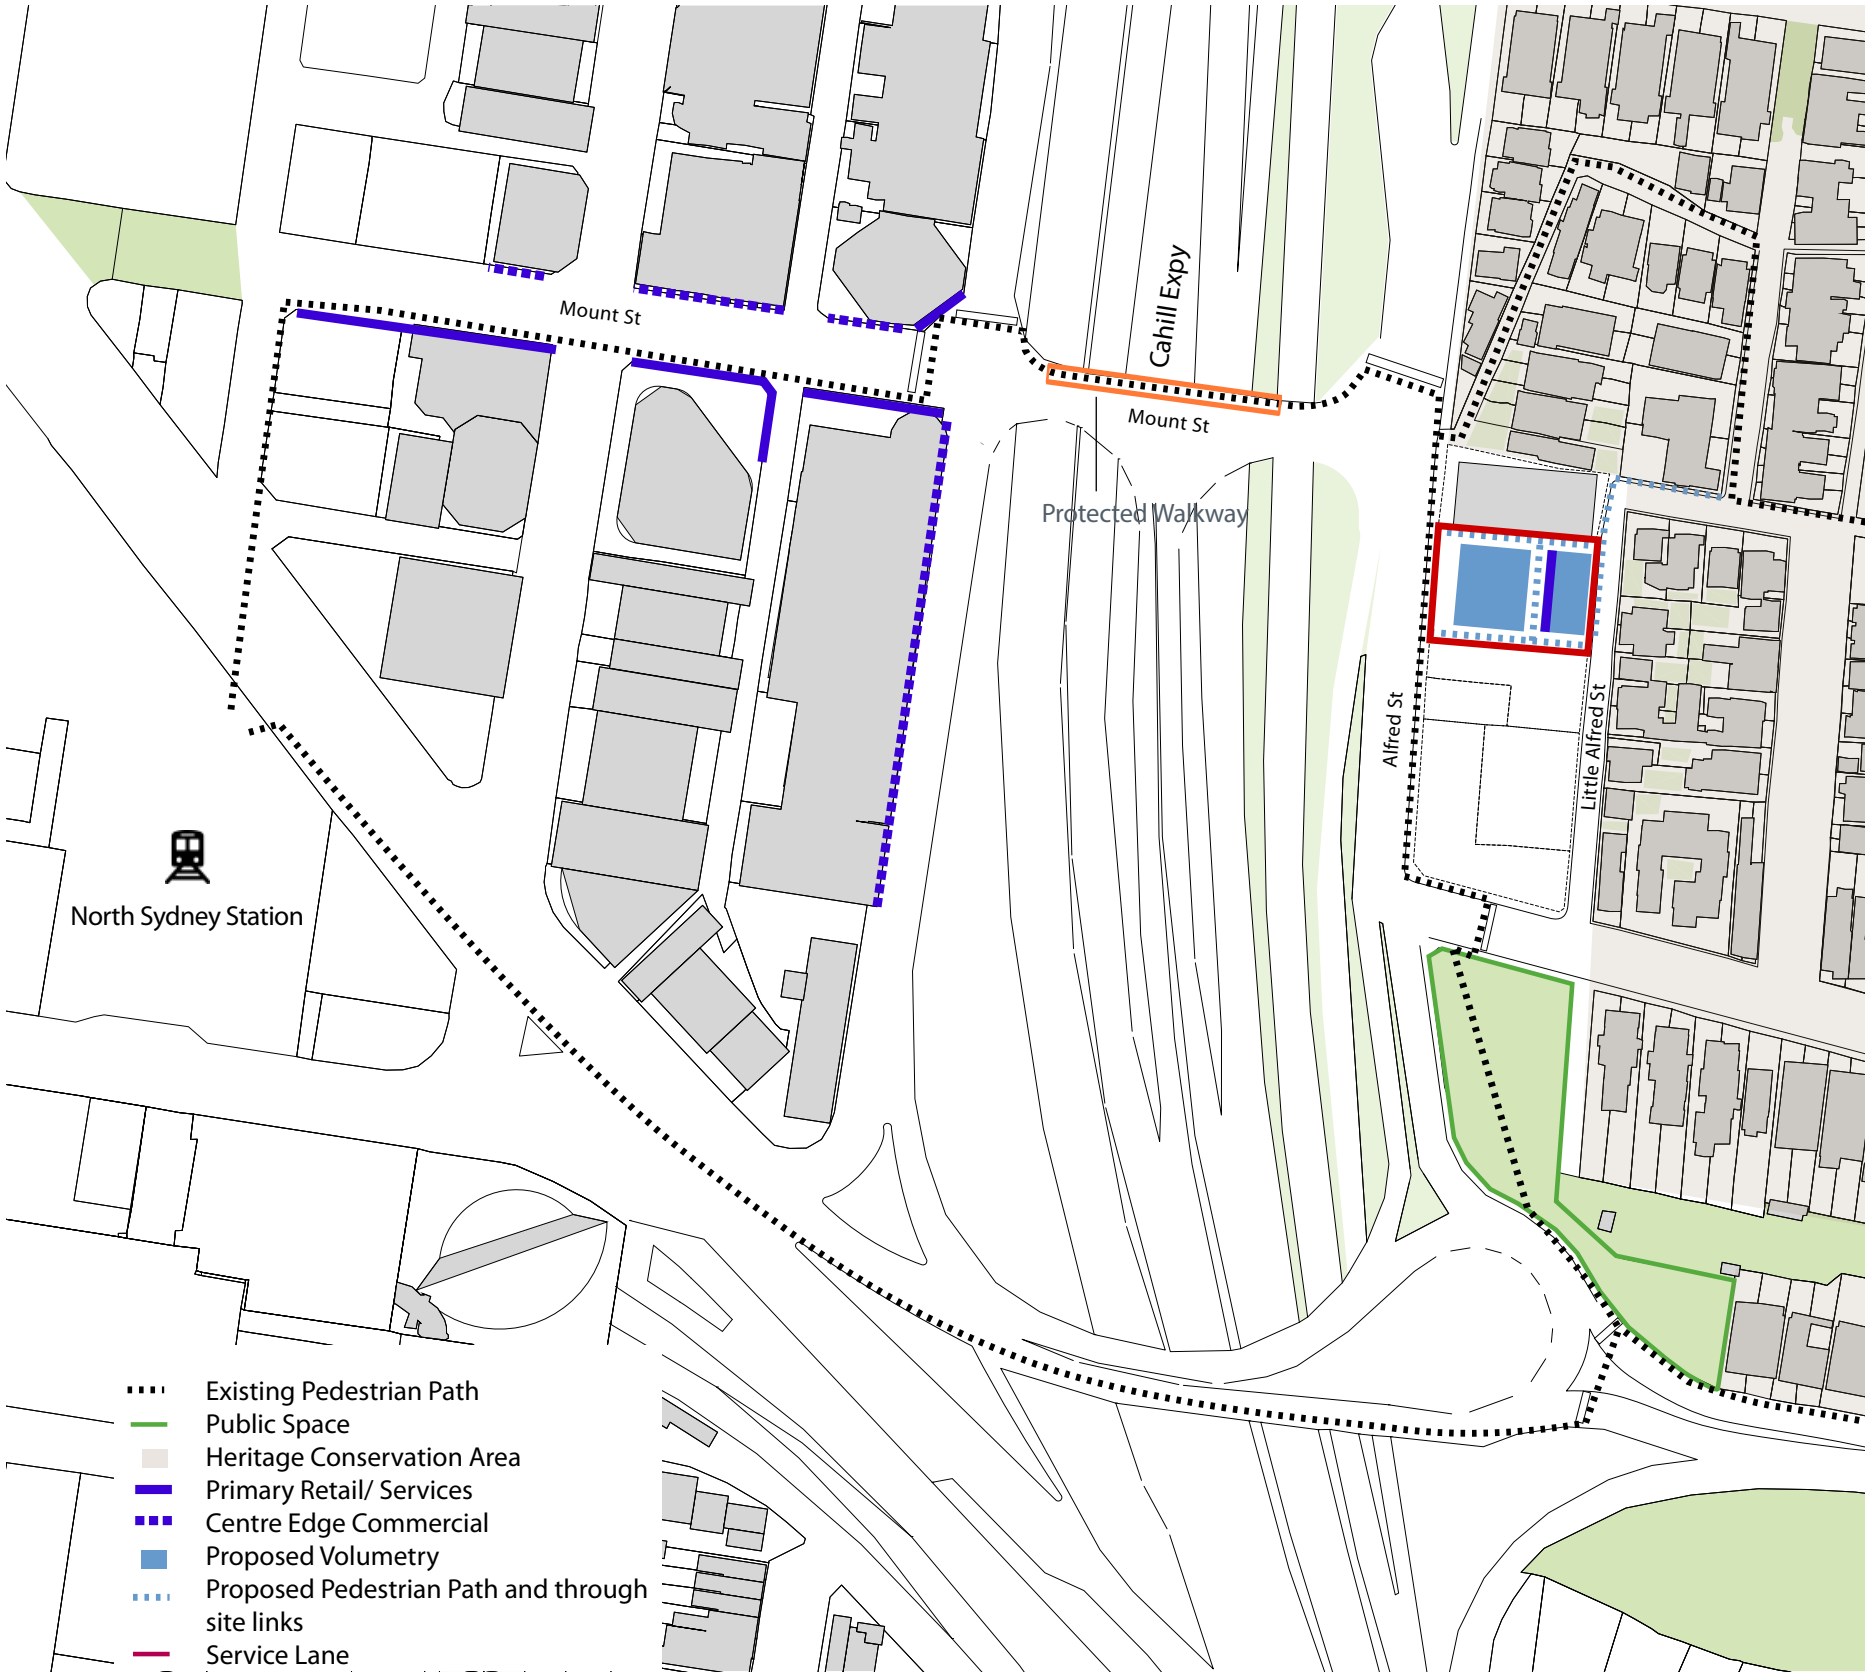 Mount St
Cahill Expy
Mount St
Protected Walkway
Alfred St
Little Alfred St
North Sydney Station
Existing Pedestrian Path
Public Space
Heritage Conservation Area
Primary Retail/ Services
Centre Edge Commercial
Proposed Volumetry
Proposed Pedestrian Path and through
site links
Service Lane